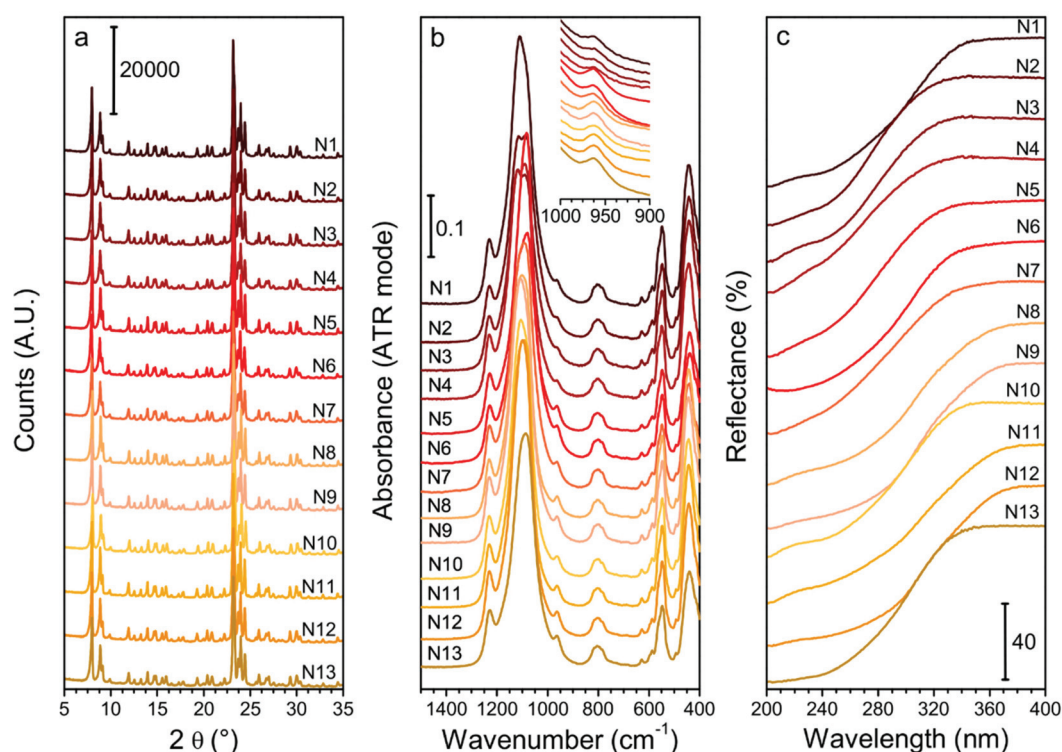 a
20000
Counts (A.U.)
N1
N2
N3
N4
N5
N6
N7
N8
N9
N10
N11
N12
N13
5 10 15 20 25 30 35
2 θ (°)
b
0.1
Absorbance (ATR mode)
1000 950 900
N1
N2
N3
N4
N5
N6
N7
N8
N9
N10
N11
N12
N13
1400 1200 1000 800 600 400
Wavenumber (cm⁻¹)
c
Reflectance (%)
N1
N2
N3
N4
N5
N6
N7
N8
N9
N10
N11
N12
N13
40
200 240 280 320 360 400
Wavelength (nm)